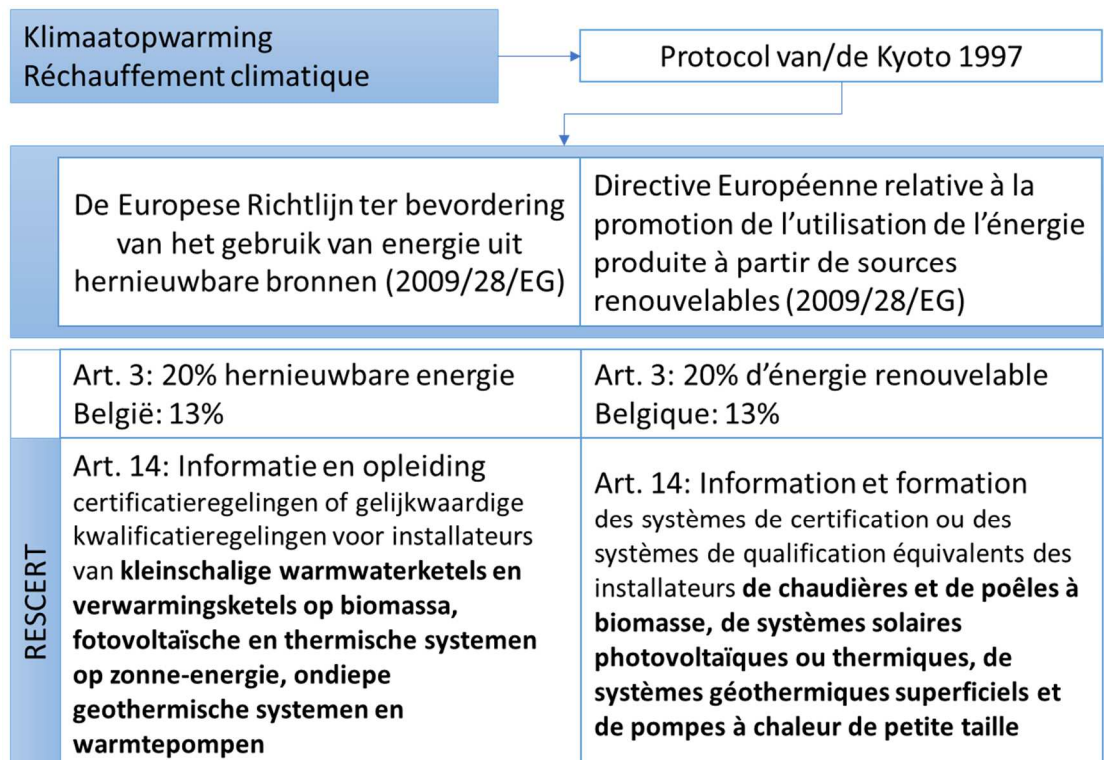 Klimaatopwarming
Réchauffement climatique
Protocol van/de Kyoto 1997
De Europese Richtlijn ter bevordering
van het gebruik van energie uit
hernieuwbare bronnen (2009/28/EG)
Directive Européenne relative à la
promotion de l’utilisation de l’énergie
produite à partir de sources
renouvelables (2009/28/EG)
Art. 3: 20% hernieuwbare energie
België: 13%
Art. 3: 20% d’énergie renouvelable
Belgique: 13%
RESCERT
Art. 14: Informatie en opleiding
certificatieregelingen of gelijkwaardige
kwalificatieregelingen voor installateurs
van kleinschalige warmwaterketels en
verwarmingsketels op biomassa,
fotovoltaïsche en thermische systemen
op zonne-energie, ondiepe
geothermische systemen en
warmtepompen
Art. 14: Information et formation
des systèmes de certification ou des
systèmes de qualification équivalents des
installateurs de chaudières et de poêles à
biomasse, de systèmes solaires
photovoltaïques ou thermiques, de
systèmes géothermiques superficiels et
de pompes à chaleur de petite taille